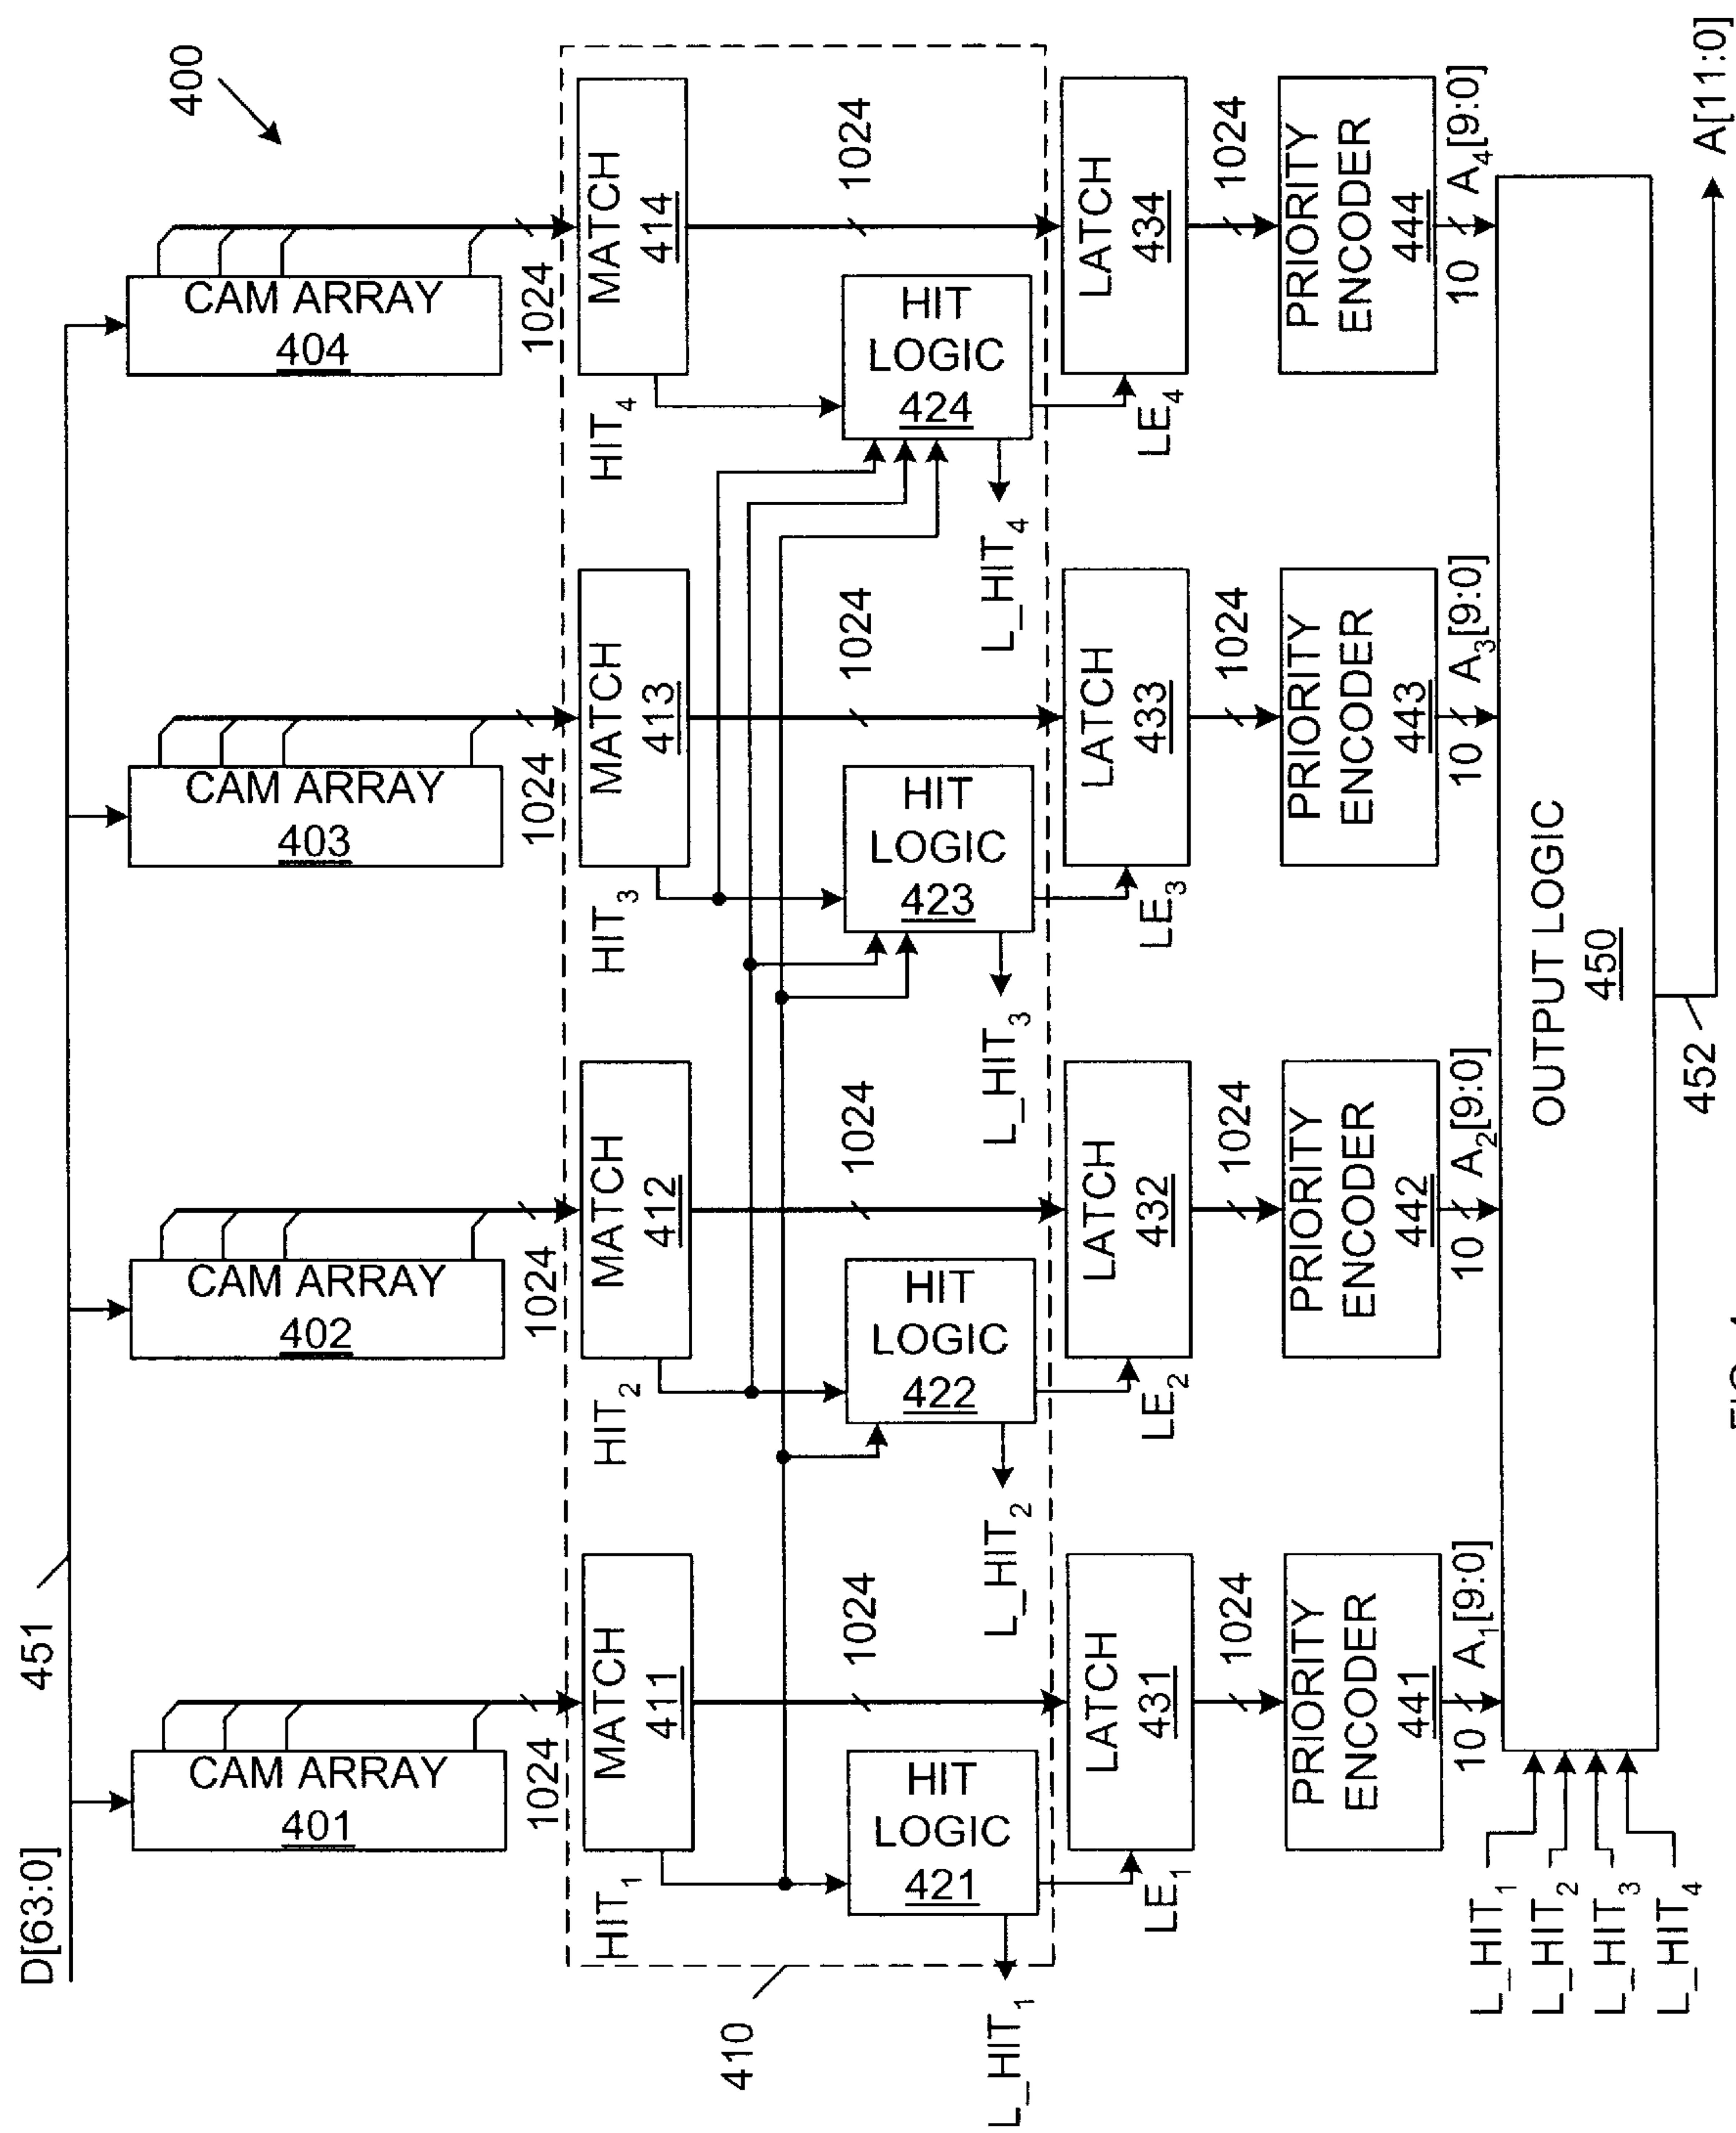 400
D[63:0]
451
CAM ARRAY
401
CAM ARRAY
402
CAM ARRAY
403
CAM ARRAY
404
1024
1024
1024
1024
410
HIT1
MATCH
411
HIT2
MATCH
412
HIT3
MATCH
413
HIT4
MATCH
414
1024
1024
1024
1024
HIT
LOGIC
421
HIT
LOGIC
422
HIT
LOGIC
423
HIT
LOGIC
424
L_HIT1
L_HIT2
L_HIT3
L_HIT4
LE1
LATCH
431
LE2
LATCH
432
LE3
LATCH
433
LE4
LATCH
434
1024
1024
1024
1024
PRIORITY
ENCODER
441
PRIORITY
ENCODER
442
PRIORITY
ENCODER
443
PRIORITY
ENCODER
444
10 A1[9:0]
10 A2[9:0]
10 A3[9:0]
10 A4[9:0]
L_HIT1
L_HIT2
L_HIT3
L_HIT4
OUTPUT LOGIC
450
452
A[11:0]